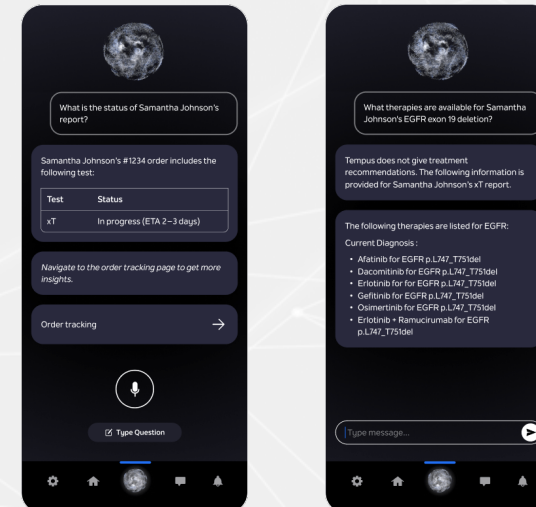 What is the status of Samantha Johnson's
report?
Samantha Johnson's #1234 order includes the
following test:
Test Status
xT In progress (ETA 2–3 days)
Navigate to the order tracking page to get more
insights.
Order tracking
Type Question
What therapies are available for Samantha
Johnson's EGFR exon 19 deletion?
Tempus does not give treatment
recommendations. The following information is
provided for Samantha Johnson's xT report.
The following therapies are listed for EGFR:
Current Diagnosis :
• Afatinib for EGFR p.L747_T751del
• Dacomitinib for EGFR p.L747_T751del
• Erlotinib for for EGFR p.L747_T751del
• Gefitinib for EGFR p.L747_T751del
• Osimertinib for EGFR p.L747_T751del
• Erlotinib + Ramucirumab for EGFR
p.L747_T751del
Type message...